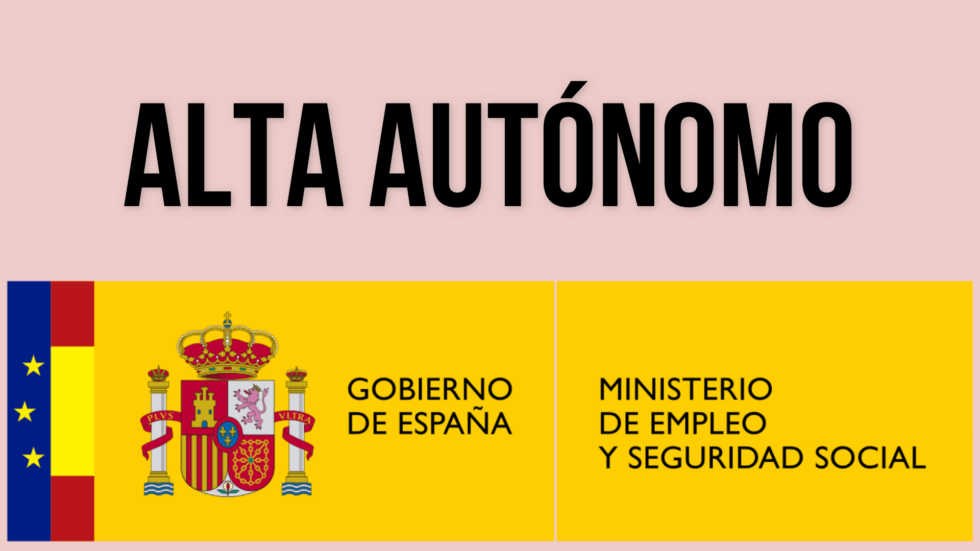 ALTA AUTÓNOMO
PLVS VLTRA
GOBIERNO
DE ESPAÑA
MINISTERIO
DE EMPLEO
Y SEGURIDAD SOCIAL